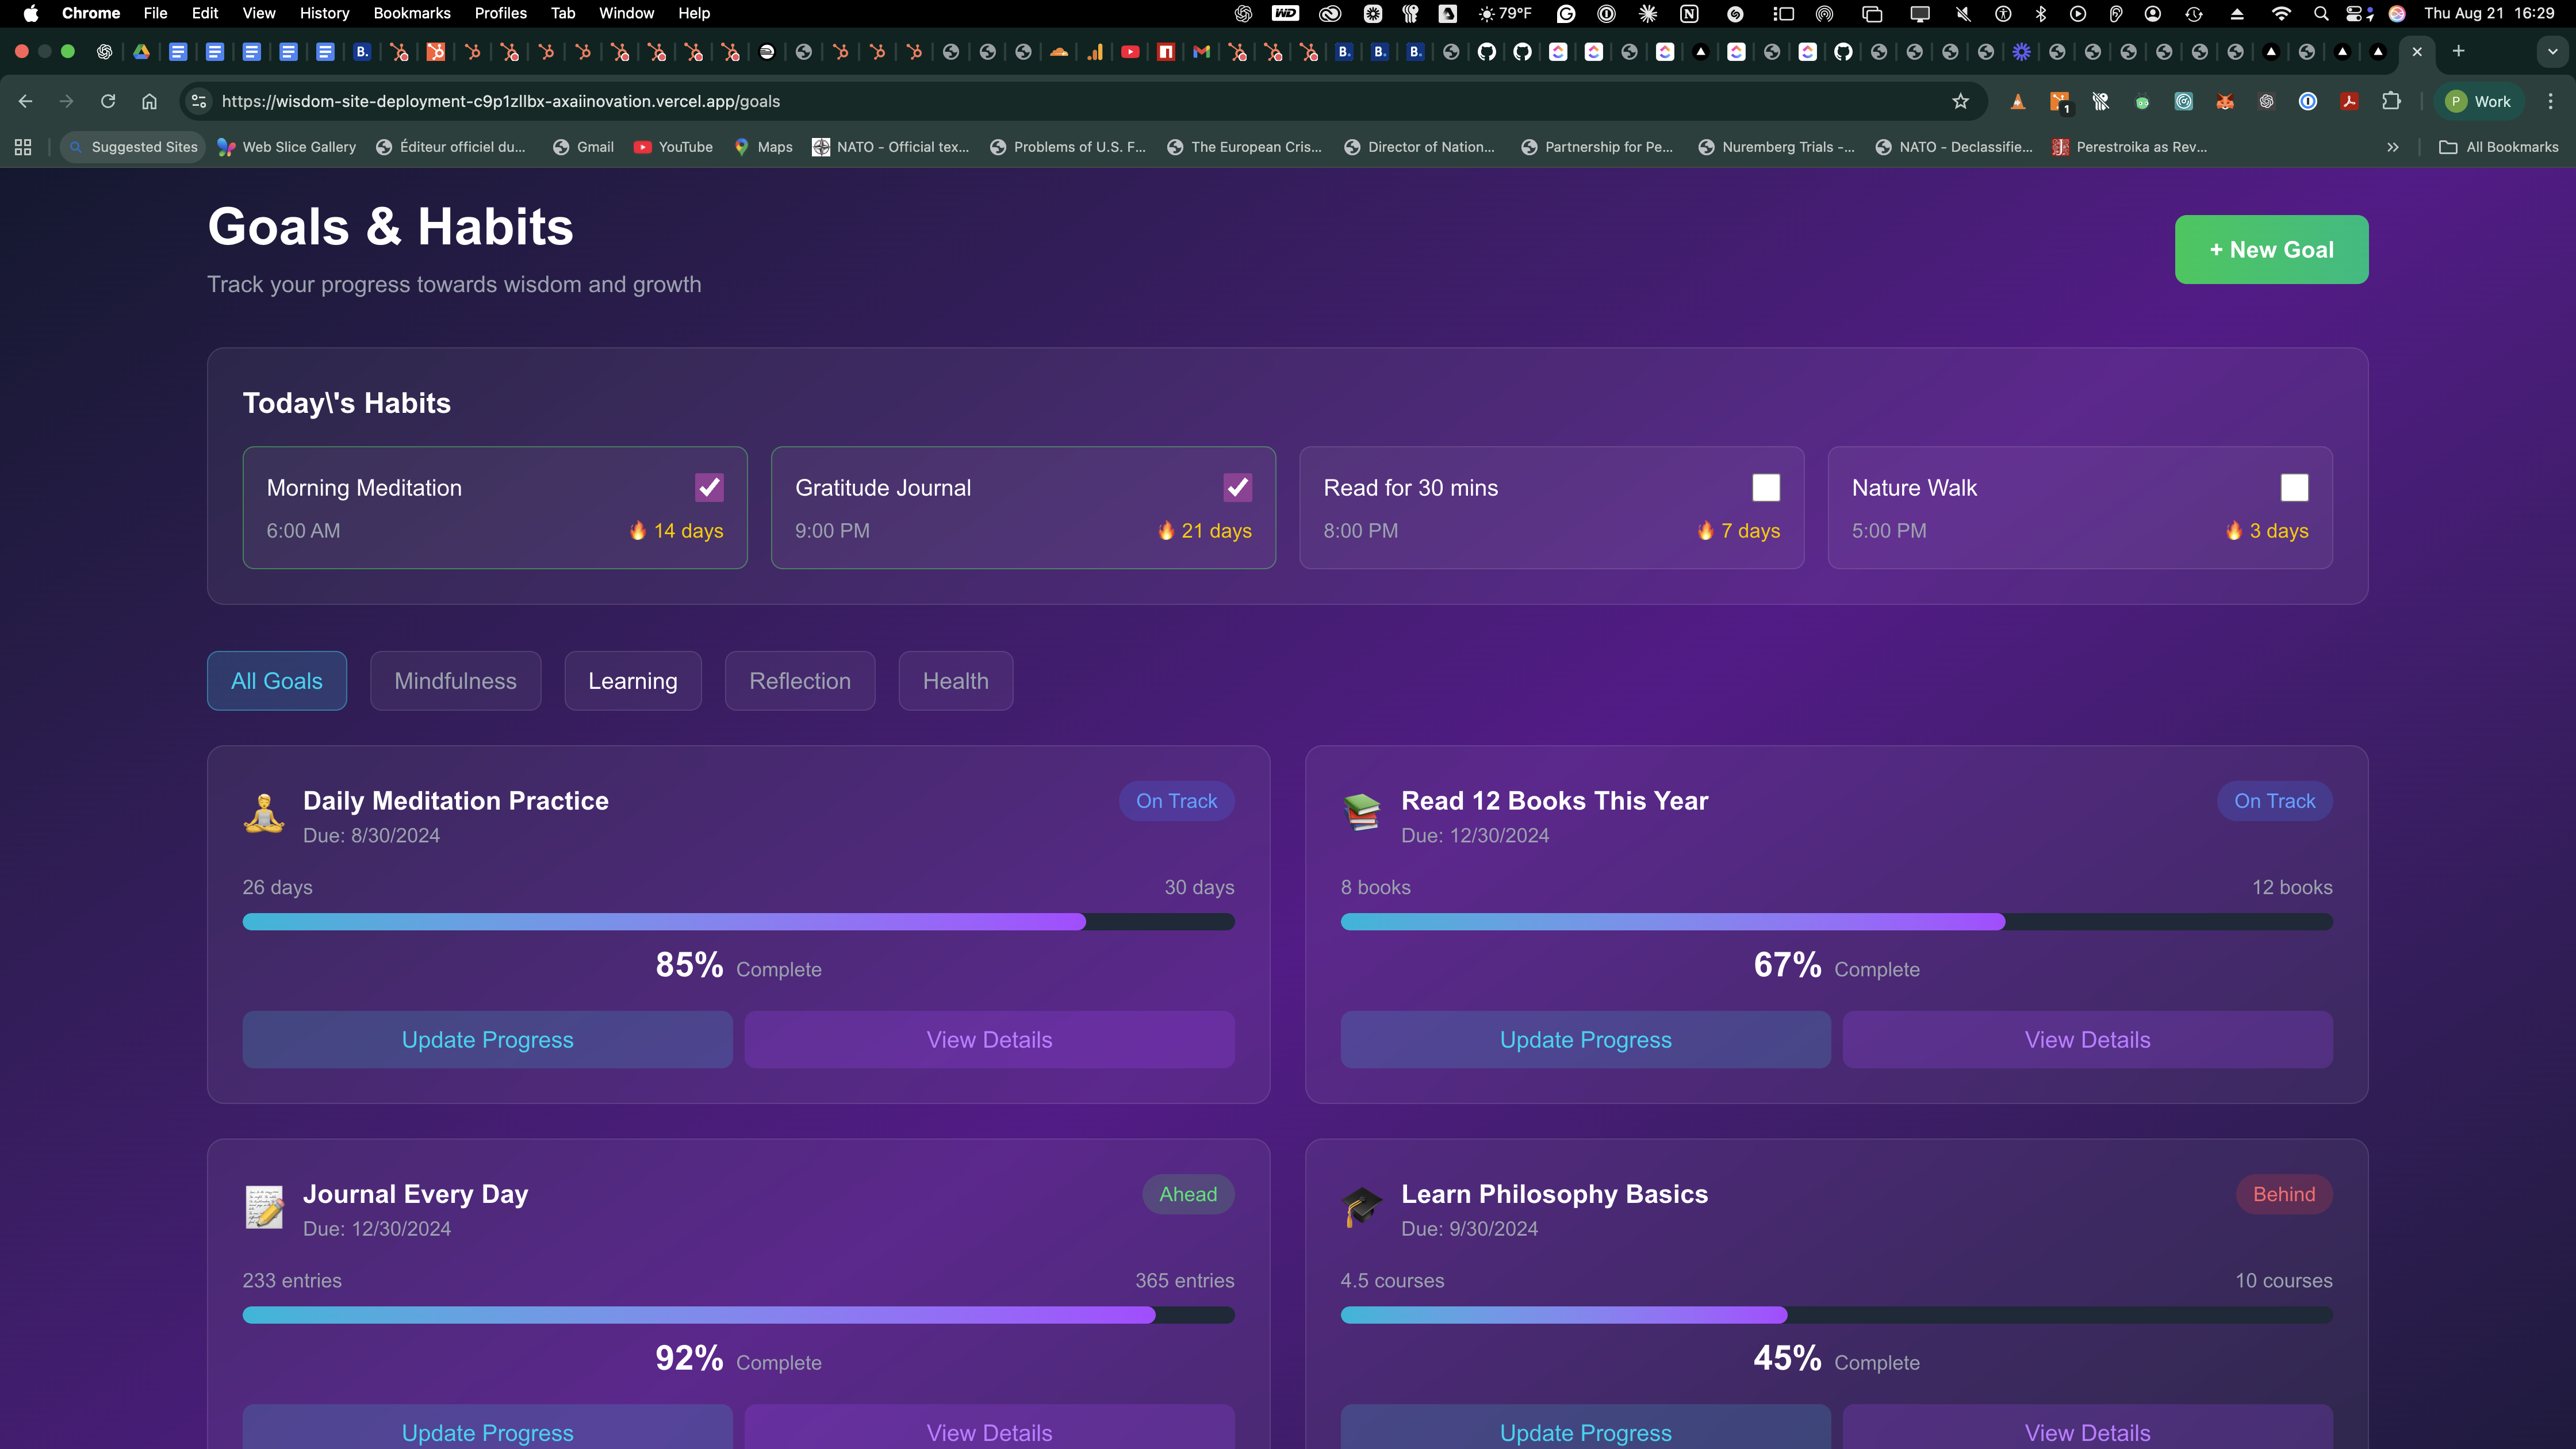 Chrome File Edit View History Bookmarks Profiles Tab Window Help
WD 79°F Thu Aug 21 16:29
https://wisdom-site-deployment-c9p1zllbx-axaiinovation.vercel.app/goals
1
P Work
Suggested Sites Web Slice Gallery Éditeur officiel du... Gmail YouTube Maps NATO - Official tex... Problems of U.S. F... The European Cris... Director of Nation... Partnership for Pe... Nuremberg Trials -... NATO - Declassifie... Perestroika as Rev... » All Bookmarks
Goals & Habits
+ New Goal
Track your progress towards wisdom and growth
Today\'s Habits
Morning Meditation
6:00 AM 🔥 14 days
Gratitude Journal
9:00 PM 🔥 21 days
Read for 30 mins
8:00 PM 🔥 7 days
Nature Walk
5:00 PM 🔥 3 days
All Goals Mindfulness Learning Reflection Health
Daily Meditation Practice On Track
Due: 8/30/2024
26 days 30 days
85% Complete
Update Progress View Details
Read 12 Books This Year On Track
Due: 12/30/2024
8 books 12 books
67% Complete
Update Progress View Details
Journal Every Day Ahead
Due: 12/30/2024
233 entries 365 entries
92% Complete
Update Progress View Details
Learn Philosophy Basics Behind
Due: 9/30/2024
4.5 courses 10 courses
45% Complete
Update Progress View Details